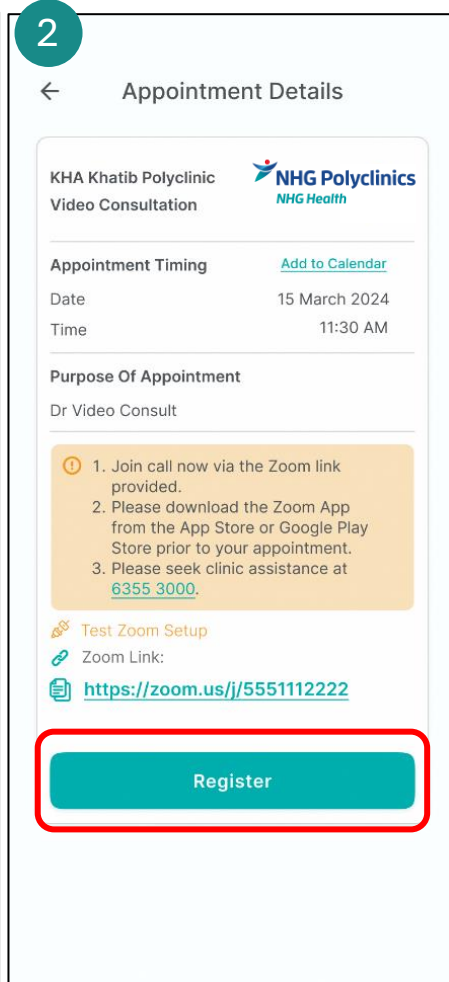 2
Appointment Details
KHA Khatib Polyclinic
Video Consultation
NHG Polyclinics
NHG Health
Appointment Timing
Add to Calendar
Date
15 March 2024
Time
11:30 AM
Purpose Of Appointment
Dr Video Consult
1. Join call now via the Zoom link
provided.
2. Please download the Zoom App
from the App Store or Google Play
Store prior to your appointment.
3. Please seek clinic assistance at
6355 3000.
Test Zoom Setup
Zoom Link:
https://zoom.us/j/5551112222
Register